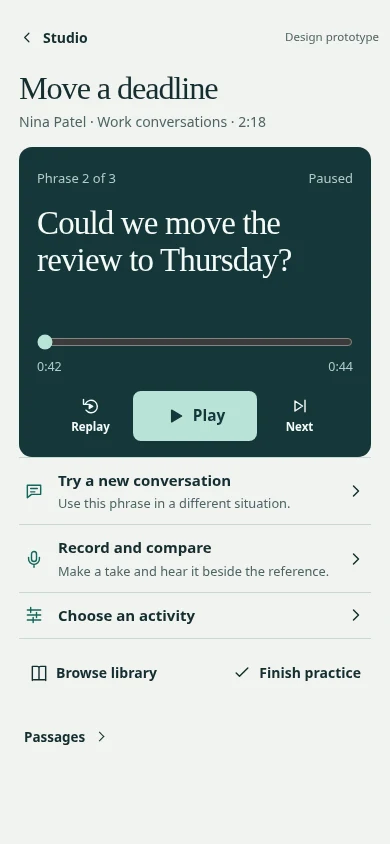 Studio
Design prototype
Move a deadline
Nina Patel · Work conversations · 2:18
Phrase 2 of 3
Paused
Could we move the
review to Thursday?
0:42
0:44
Replay
Play
Next
Try a new conversation
Use this phrase in a different situation.
Record and compare
Make a take and hear it beside the reference.
Choose an activity
Browse library
Finish practice
Passages